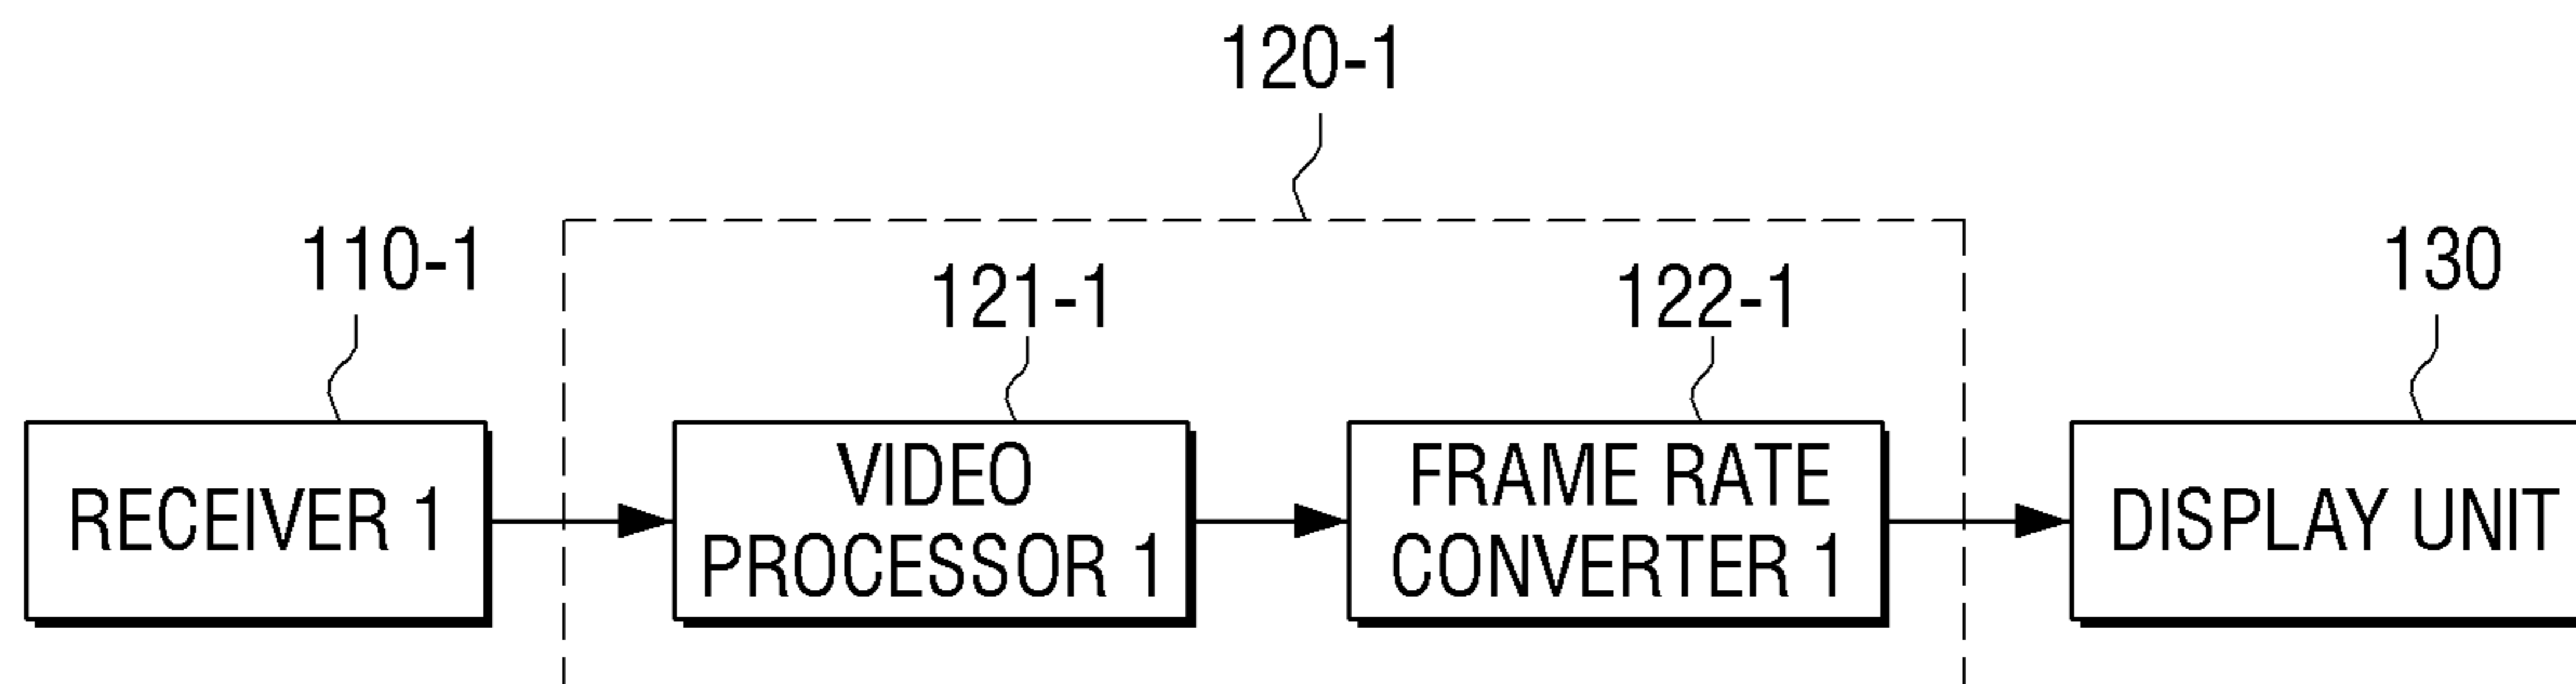 120-1
110-1
121-1
122-1
130
RECEIVER 1
VIDEO
PROCESSOR 1
FRAME RATE
CONVERTER 1
DISPLAY UNIT